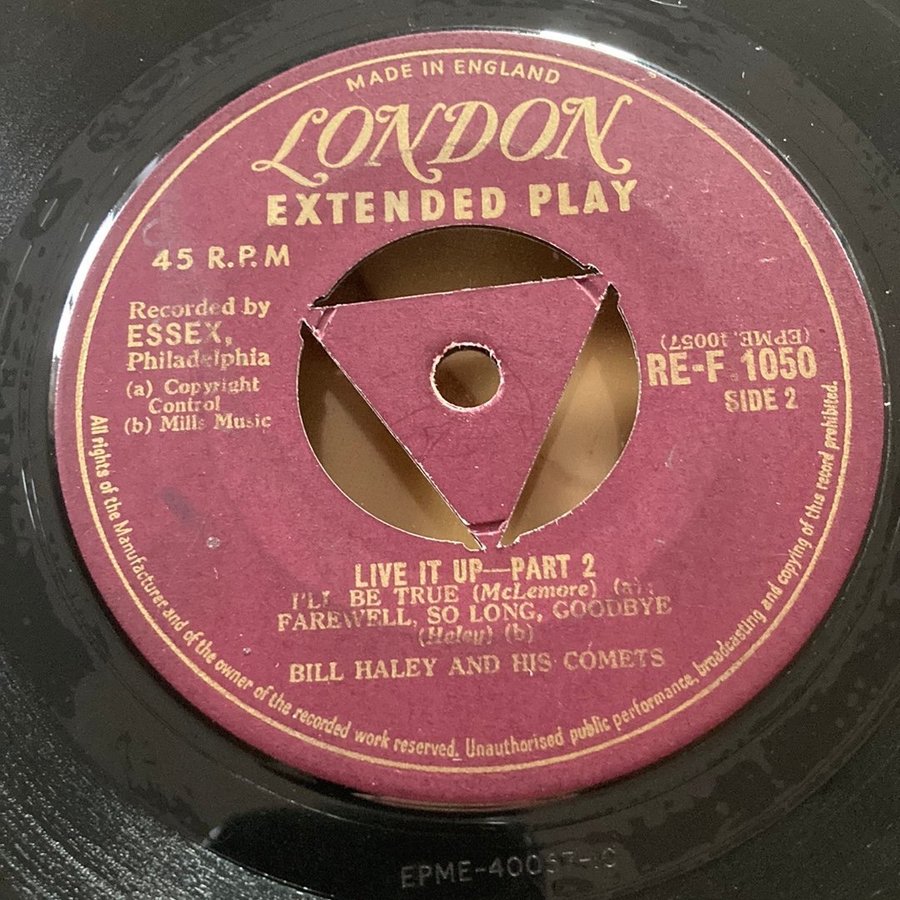 MADE IN ENGLAND
LONDON
EXTENDED PLAY
45 R.P.M
Recorded by
ESSEX,
Philadelphia
(a) Copyright
Control
(b) Mills Music
(EPME. 10057)
RE-F 1050
SIDE 2
LIVE IT UP—PART 2
I'LL BE TRUE (McLemore) (a);
FAREWELL, SO LONG, GOODBYE
(Haley) (b)
BILL HALEY AND HIS COMETS
All rights of the Manufacturer and of the owner of the recorded work reserved. Unauthorised public performance, broadcasting and copying of this record prohibited.